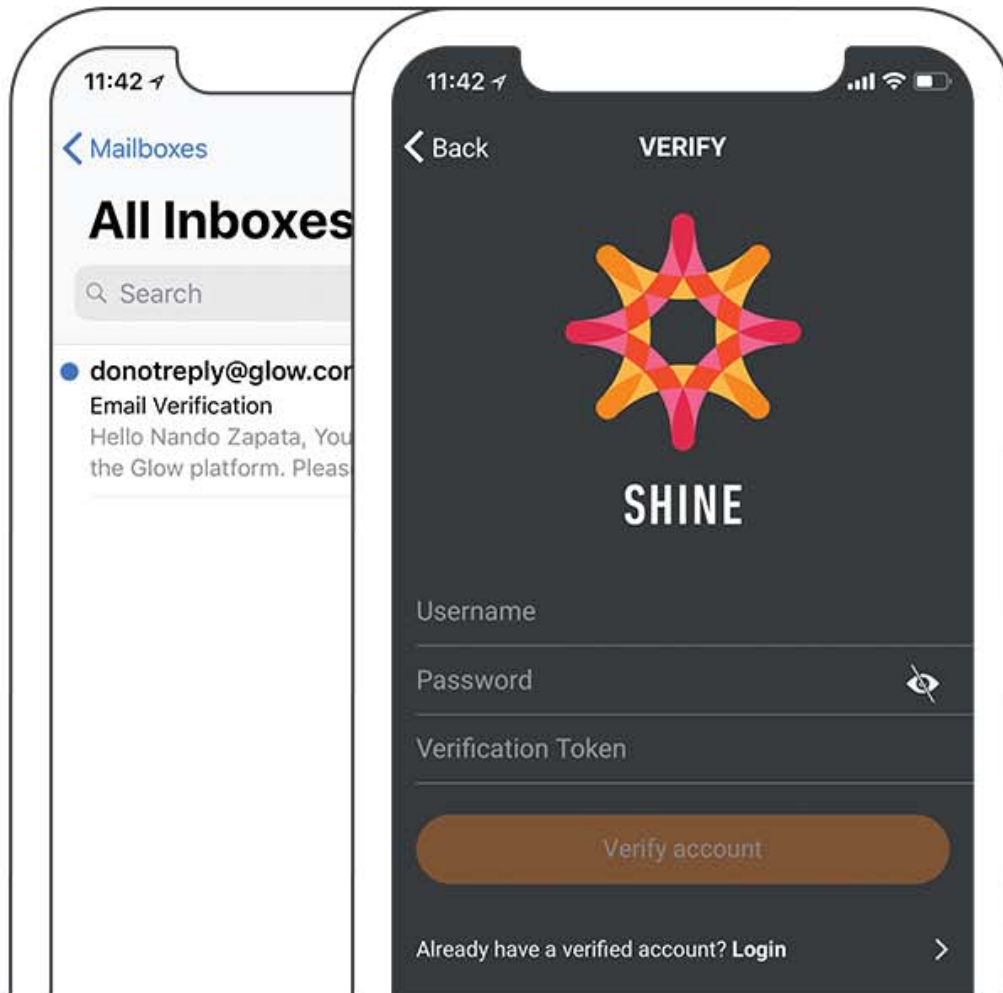 11:42
Mailboxes
All Inboxes
Search
donotreply@glow.cor
Email Verification
Hello Nando Zapata, You
the Glow platform. Pleas
11:42
Back
VERIFY
SHINE
Username
Password
Verification Token
Verify account
Already have a verified account? Login